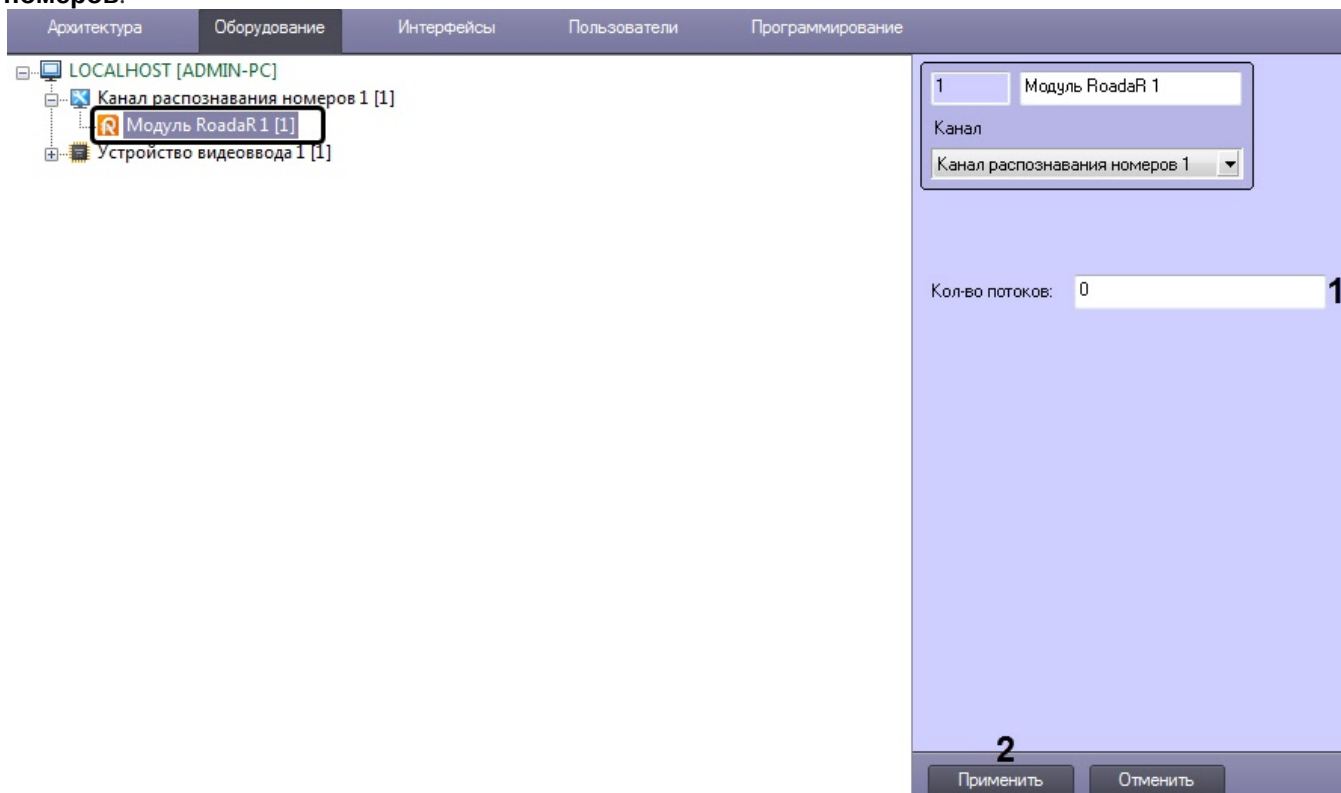 номеров.
Архитектура Оборудование Интерфейсы Пользователи Программирование
LOCALHOST [ADMIN-PC]
Канал распознавания номеров 1 [1]
Модуль RoadaR 1 [1]
Устройство видеоввода 1 [1]
1 Модуль RoadaR 1
Канал
Канал распознавания номеров 1
Кол-во потоков: 0 1
2
Применить Отменить